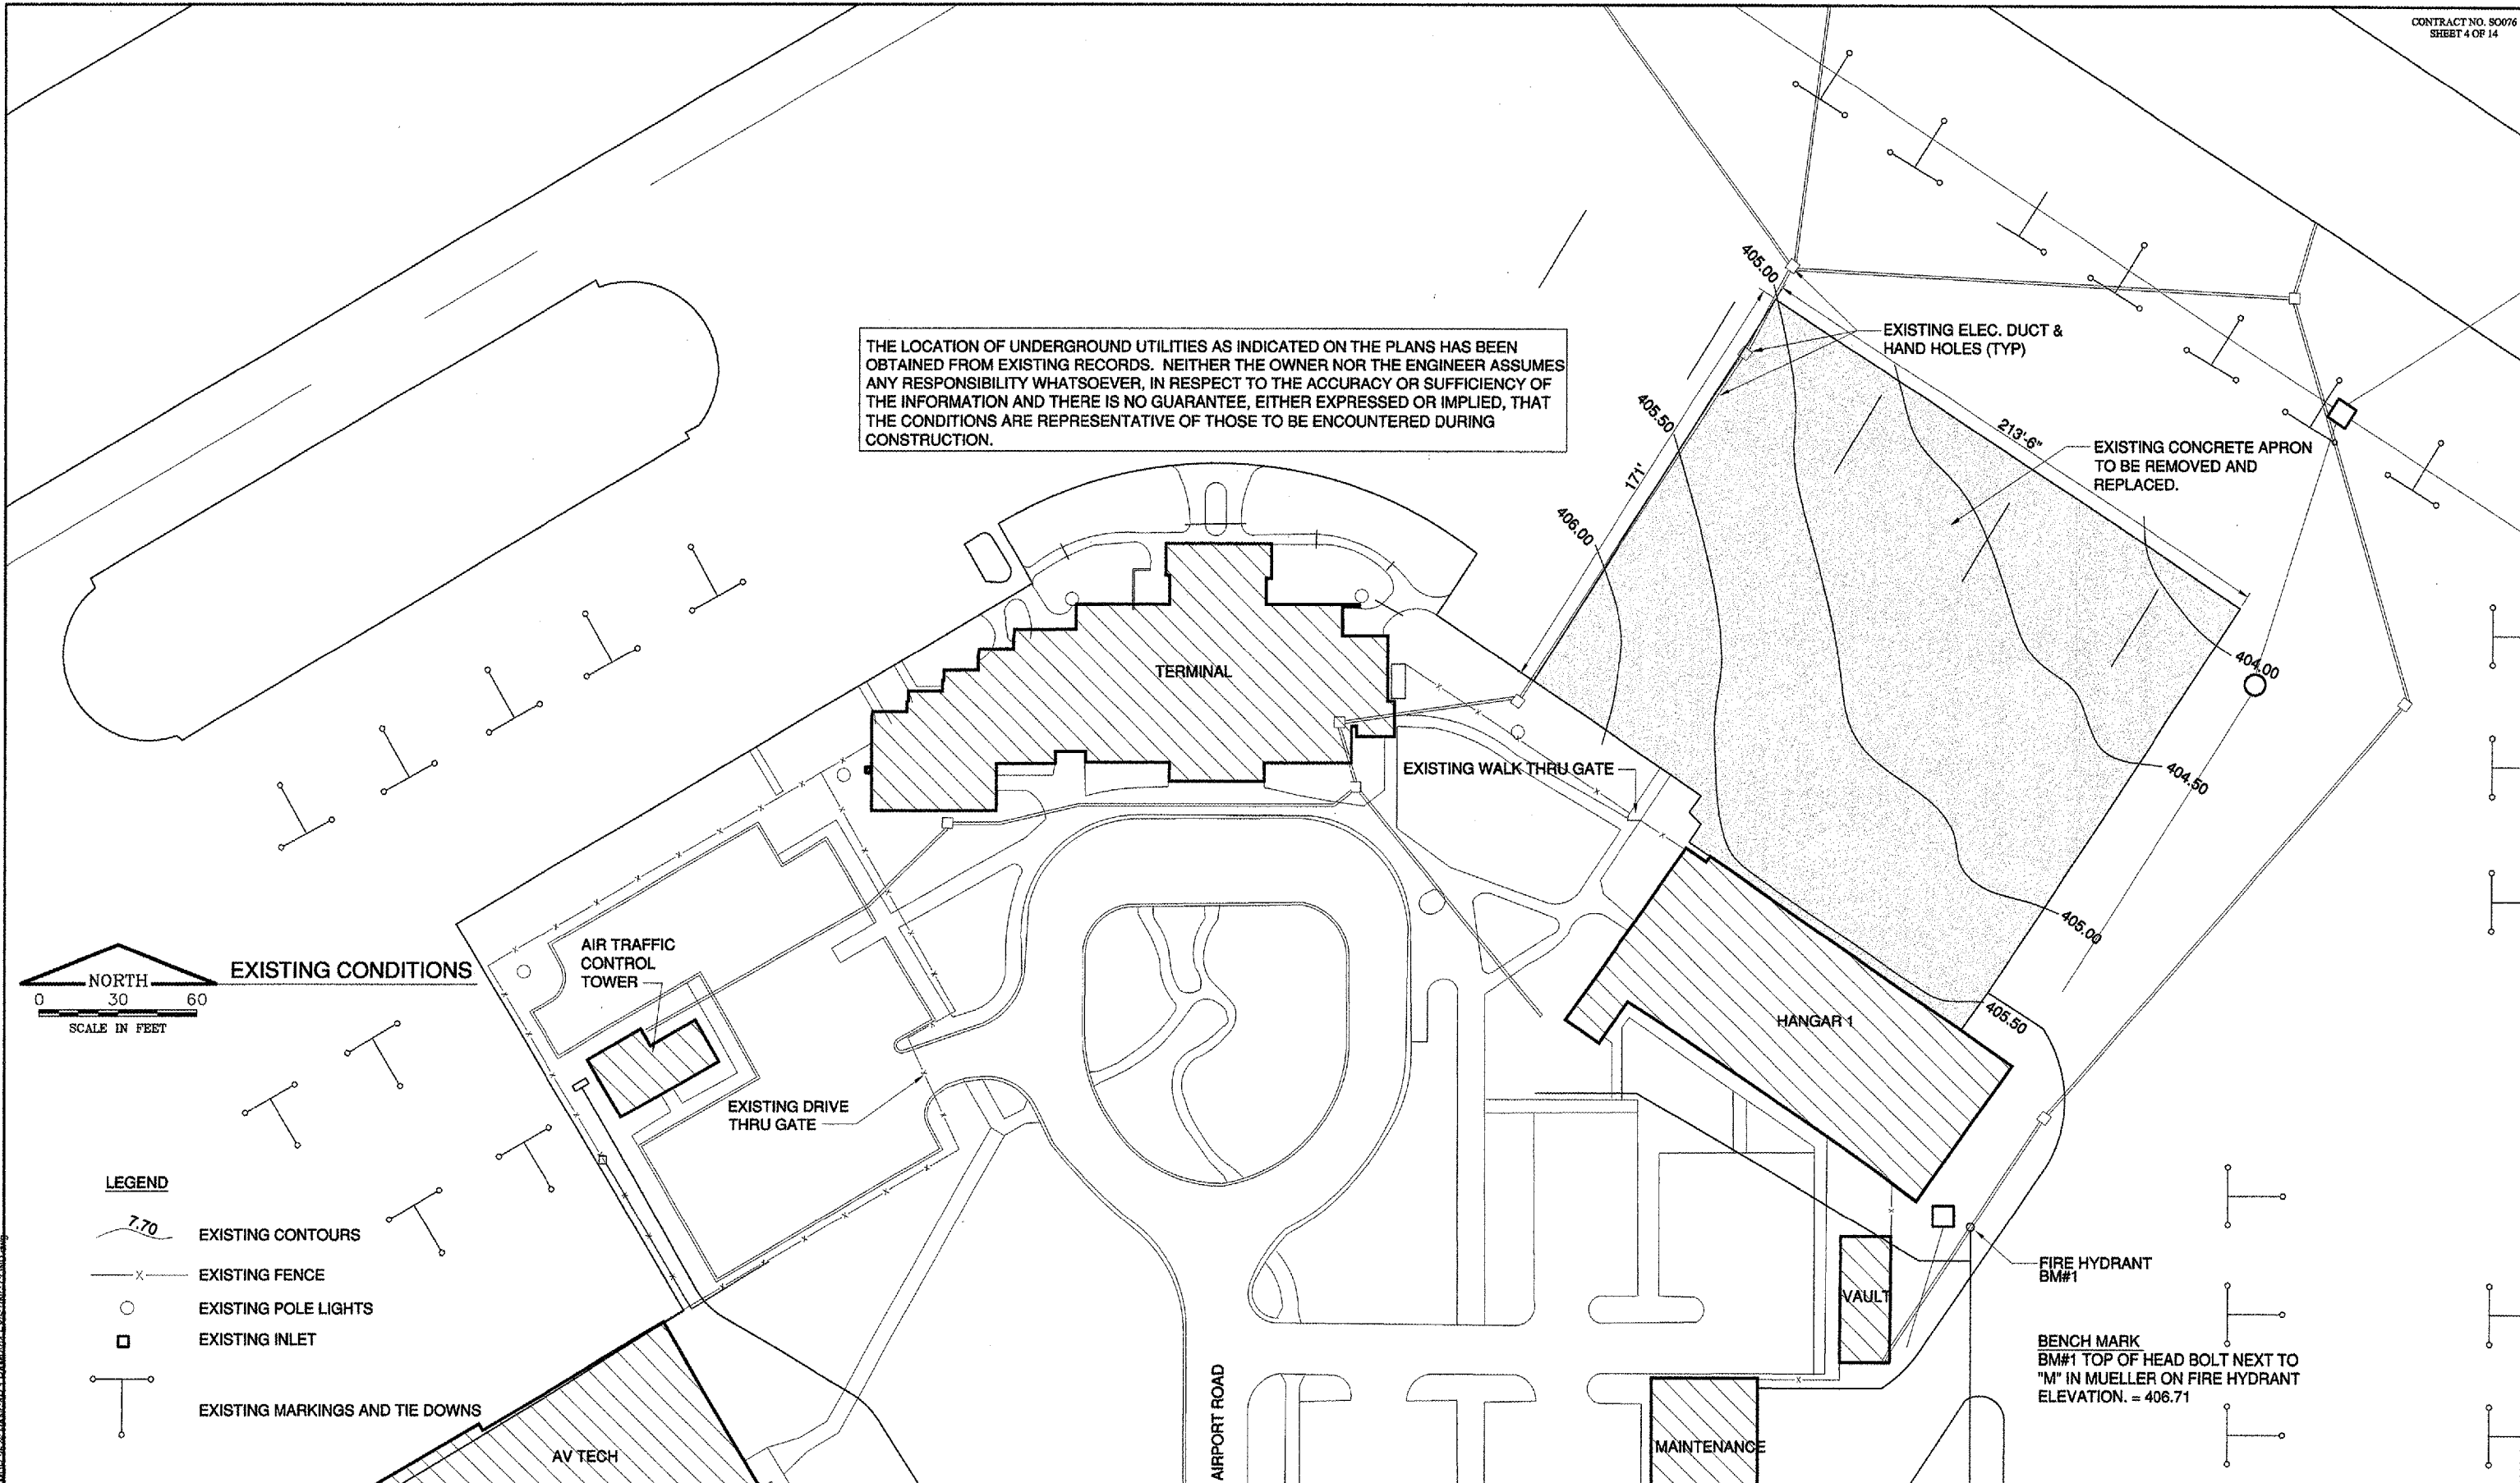 CONTRACT NO. SO076
SHEET 4 OF 14
405.00
EXISTING ELEC. DUCT &
HAND HOLES (TYP)
THE LOCATION OF UNDERGROUND UTILITIES AS INDICATED ON THE PLANS HAS BEEN
OBTAINED FROM EXISTING RECORDS. NEITHER THE OWNER NOR THE ENGINEER ASSUMES
ANY RESPONSIBILITY WHATSOEVER, IN RESPECT TO THE ACCURACY OR SUFFICIENCY OF
THE INFORMATION AND THERE IS NO GUARANTEE, EITHER EXPRESSED OR IMPLIED, THAT
THE CONDITIONS ARE REPRESENTATIVE OF THOSE TO BE ENCOUNTERED DURING
CONSTRUCTION.
405.50
213'-6"
EXISTING CONCRETE APRON
TO BE REMOVED AND
REPLACED.
171'
406.00
TERMINAL
404.00
EXISTING WALK THRU GATE
404.50
405.00
AIR TRAFFIC
CONTROL
TOWER
EXISTING CONDITIONS
NORTH
0 30 60
SCALE IN FEET
405.50
HANGAR 1
EXISTING DRIVE
THRU GATE
LEGEND
7.70
EXISTING CONTOURS
X
EXISTING FENCE
EXISTING POLE LIGHTS
EXISTING INLET
EXISTING MARKINGS AND TIE DOWNS
FIRE HYDRANT
BM#1
VAULT
BENCH MARK
BM#1 TOP OF HEAD BOLT NEXT TO
"M" IN MUELLER ON FIRE HYDRANT
ELEVATION. = 406.71
AIRPORT ROAD
MAINTENANCE
AV TECH